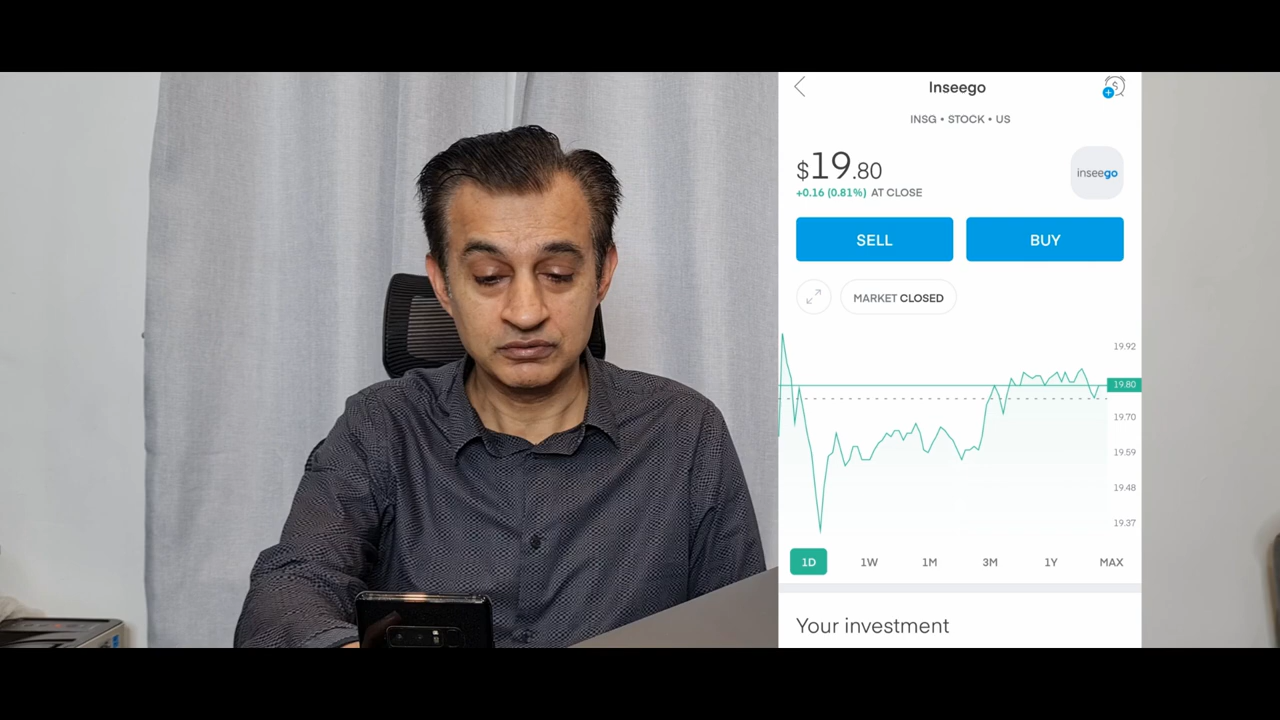 Inseego
INSG • STOCK • US
$19.80
+0.16 (0.81%) AT CLOSE
inseego
SELL
BUY
MARKET CLOSED
19.92
19.80
19.70
19.59
19.48
19.37
1D
1W
1M
3M
1Y
MAX
Your investment